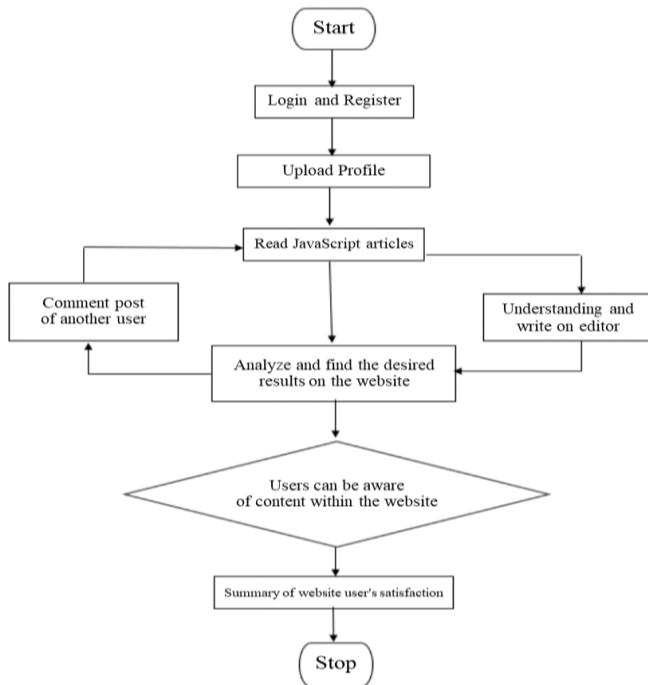 Start
Login and Register
Upload Profile
Read JavaScript articles
Comment post
of another user
Understanding and
write on editor
Analyze and find the desired
results on the website
Users can be aware
of content within the website
Summary of website user's satisfaction
Stop